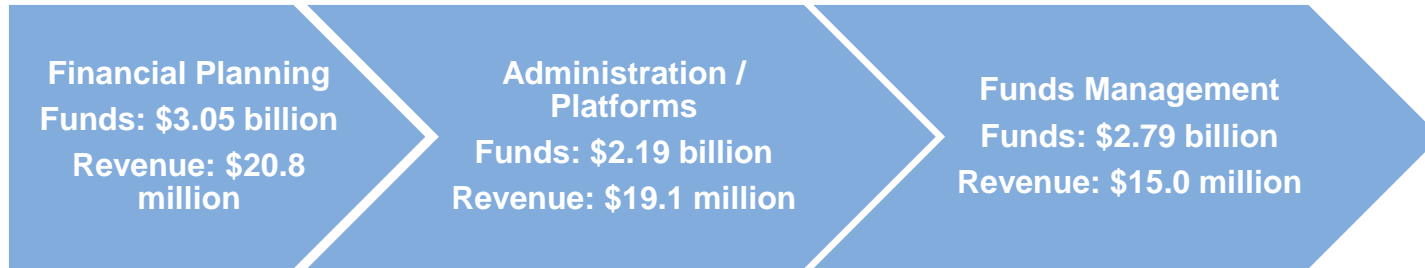 Financial Planning
Funds: $3.05 billion
Revenue: $20.8
million
Administration /
Platforms
Funds: $2.19 billion
Revenue: $19.1 million
Funds Management
Funds: $2.79 billion
Revenue: $15.0 million